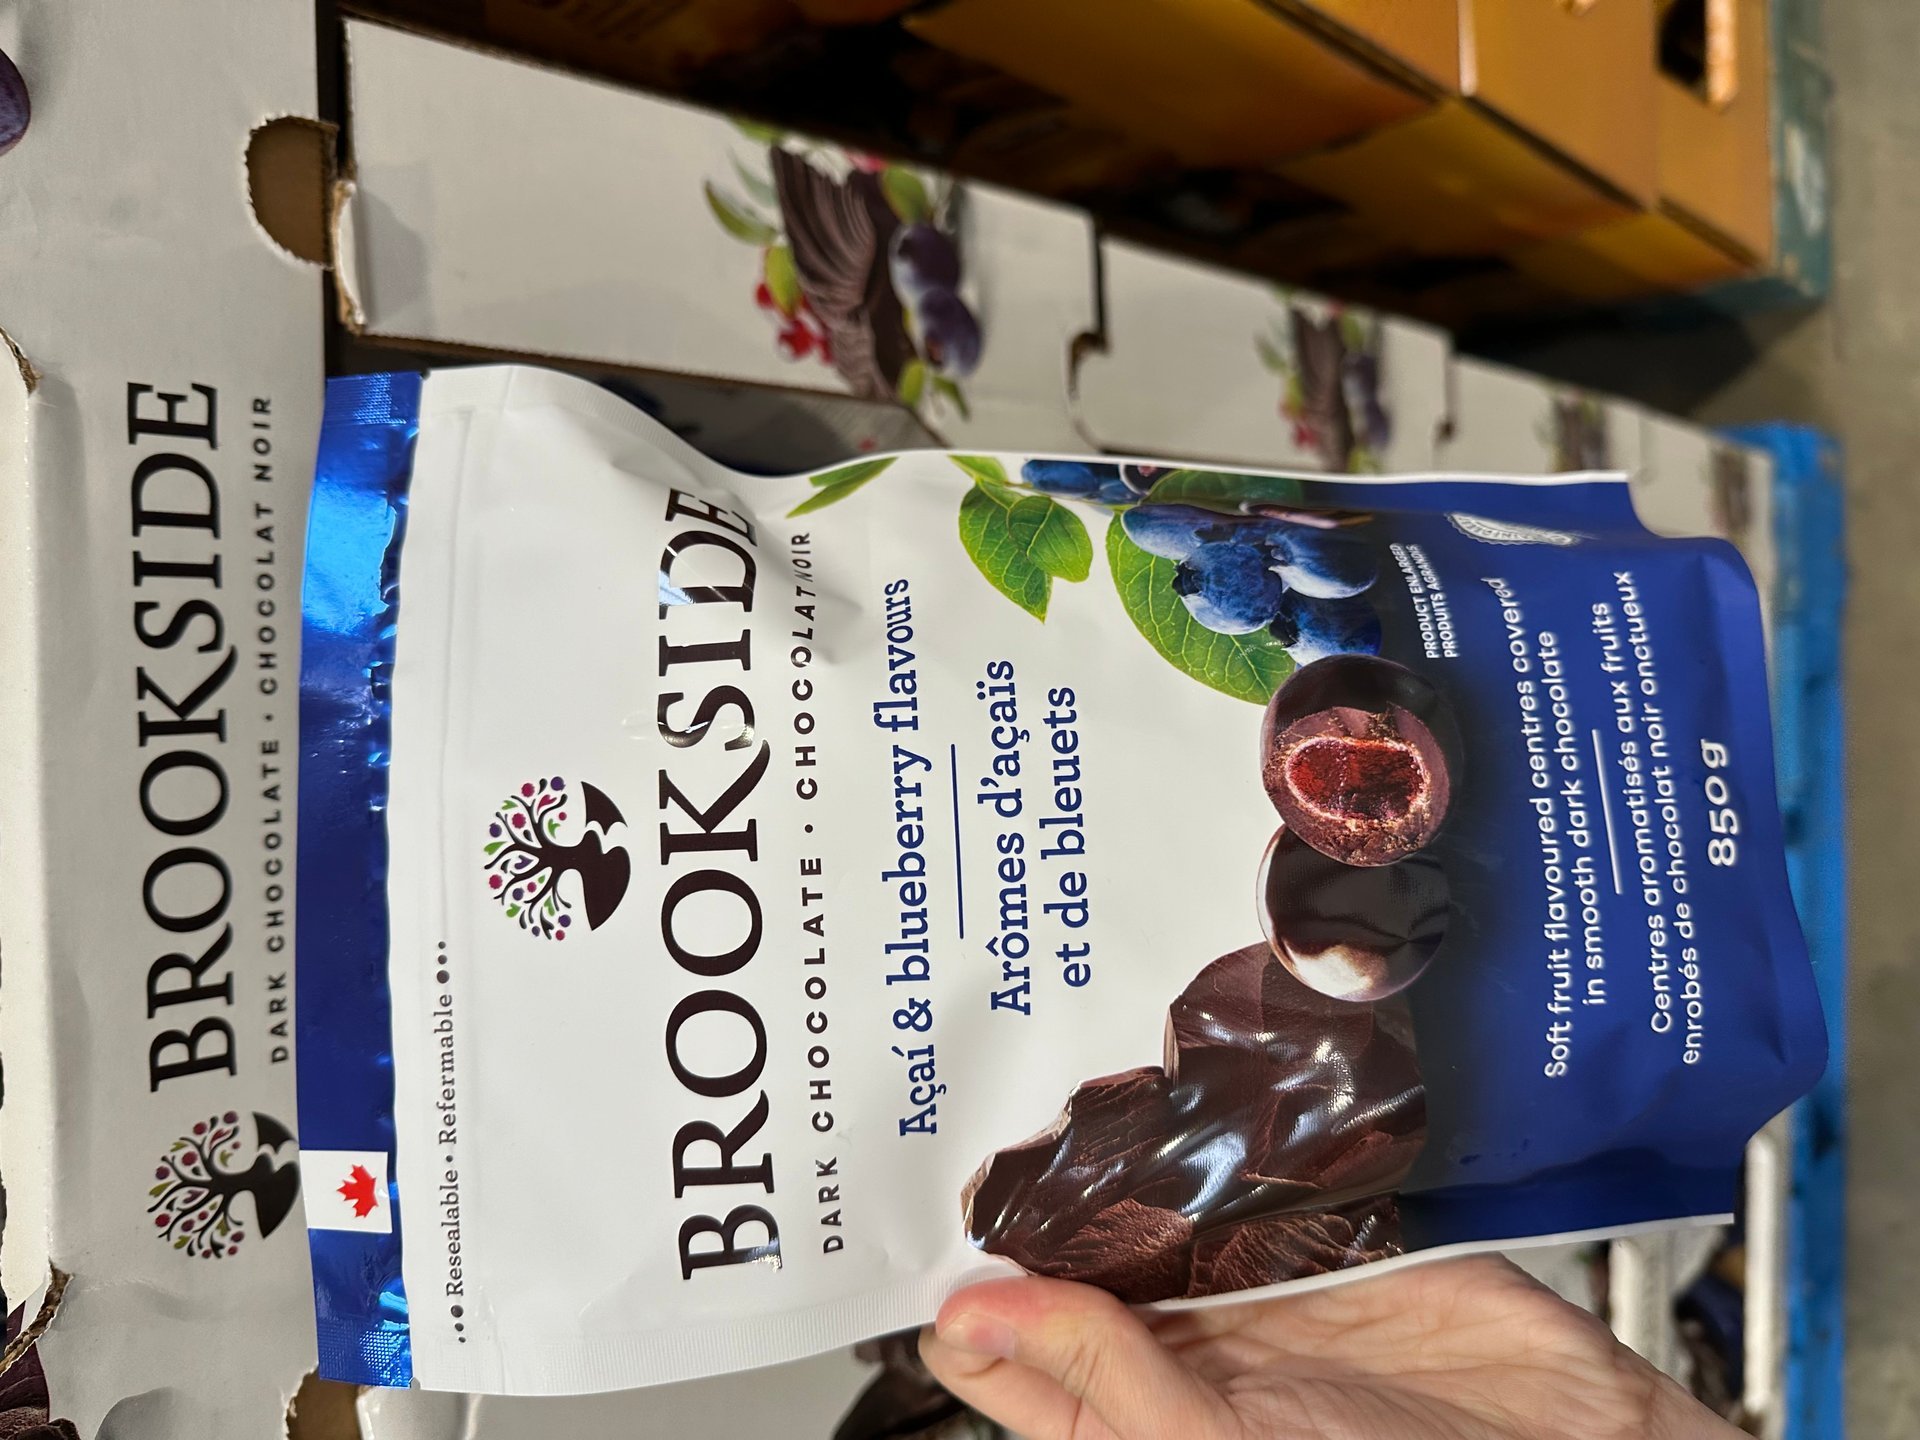 BROOKSIDE
DARK CHOCOLATE · CHOCOLAT NOIR
Resealable · Refermable
BROOKSIDE
DARK CHOCOLATE · CHOCOLAT NOIR
Açaí & blueberry flavours
Arômes d'açaïs
et de bleuets
PRODUCT ENLARGED
PRODUITS AGRANDIS
Soft fruit flavoured centres covered
in smooth dark chocolate
Centres aromatisés aux fruits
enrobés de chocolat noir onctueux
850g